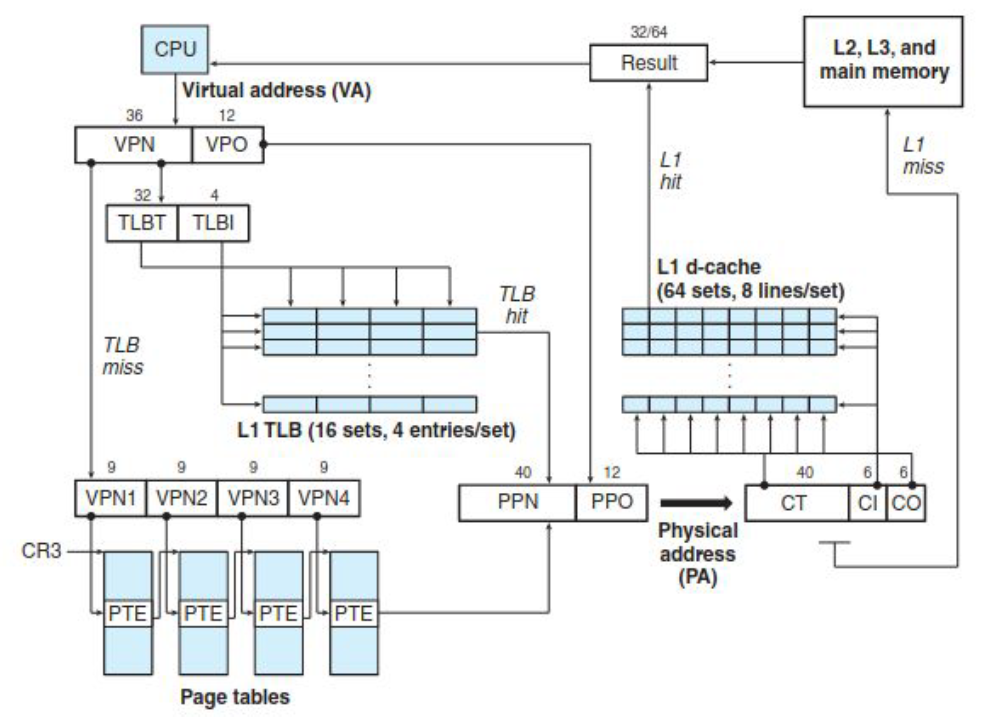 CPU
Virtual address (VA)
32/64
Result
L2, L3, and
main memory
36
12
VPN
VPO
L1
hit
L1
miss
32
4
TLBT
TLBI
TLB
hit
L1 d-cache
(64 sets, 8 lines/set)
TLB
miss
L1 TLB (16 sets, 4 entries/set)
9
9
9
9
VPN1
VPN2
VPN3
VPN4
40
12
PPN
PPO
40
6
6
CT
CI
CO
Physical
address
(PA)
CR3
PTE
PTE
PTE
PTE
Page tables